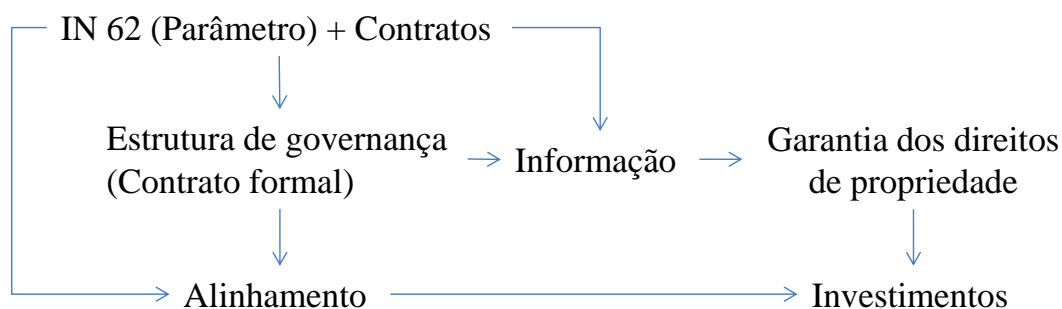 IN 62 (Parâmetro) + Contratos
Estrutura de governança
(Contrato formal)
Informação
Garantia dos direitos
de propriedade
Alinhamento
Investimentos